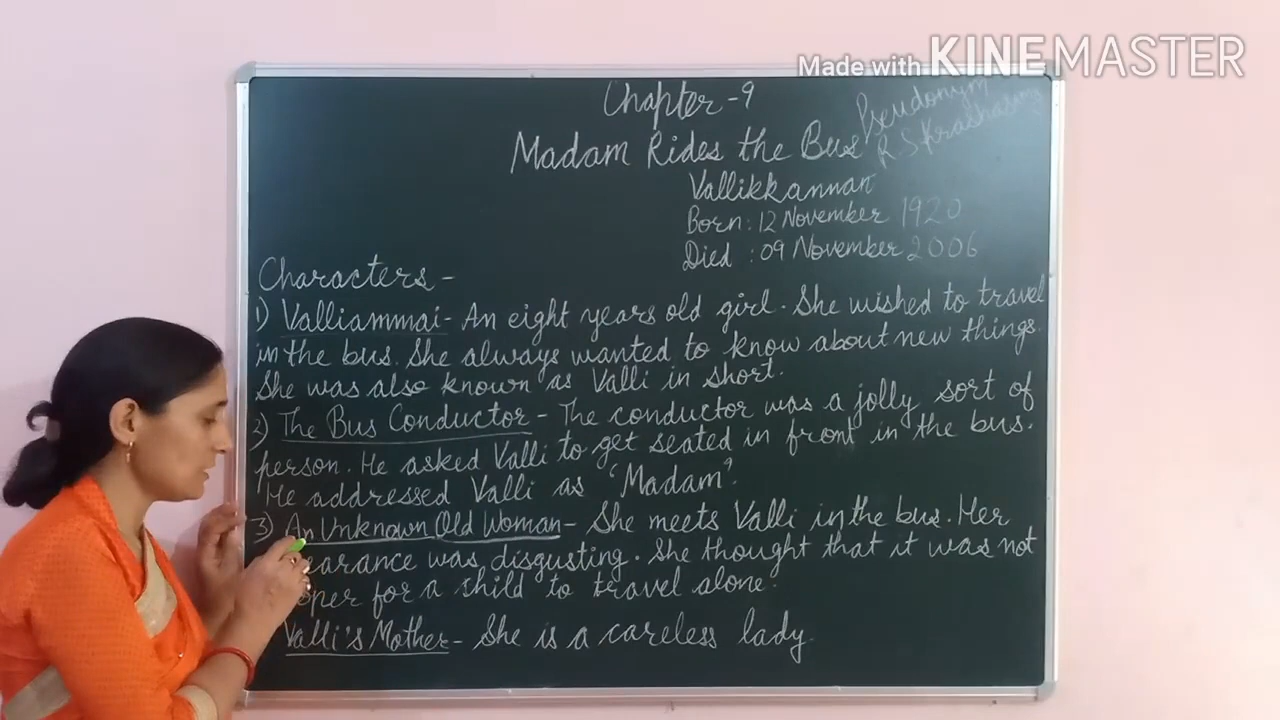 Made with KINEMASTER
Chapter-9
Pseudonym
Madam Rides the Bus
R.S.
Vallikkannan
Born: 12 November 1920
Died : 09 November 2006
Characters -
1) Valliammai - An eight years old girl. She wished to travel
in the bus. She always wanted to know about new things.
She was also known as Valli in short.
2) The Bus Conductor - The conductor was a jolly sort of
person. He asked Valli to get seated in front in the bus.
He addressed Valli as 'Madam'.
3) An Unknown Old Woman - She meets Valli in the bus. Her
earance was disgusting. She thought that it was not
oper for a child to travel alone.
Valli's Mother - She is a careless lady.